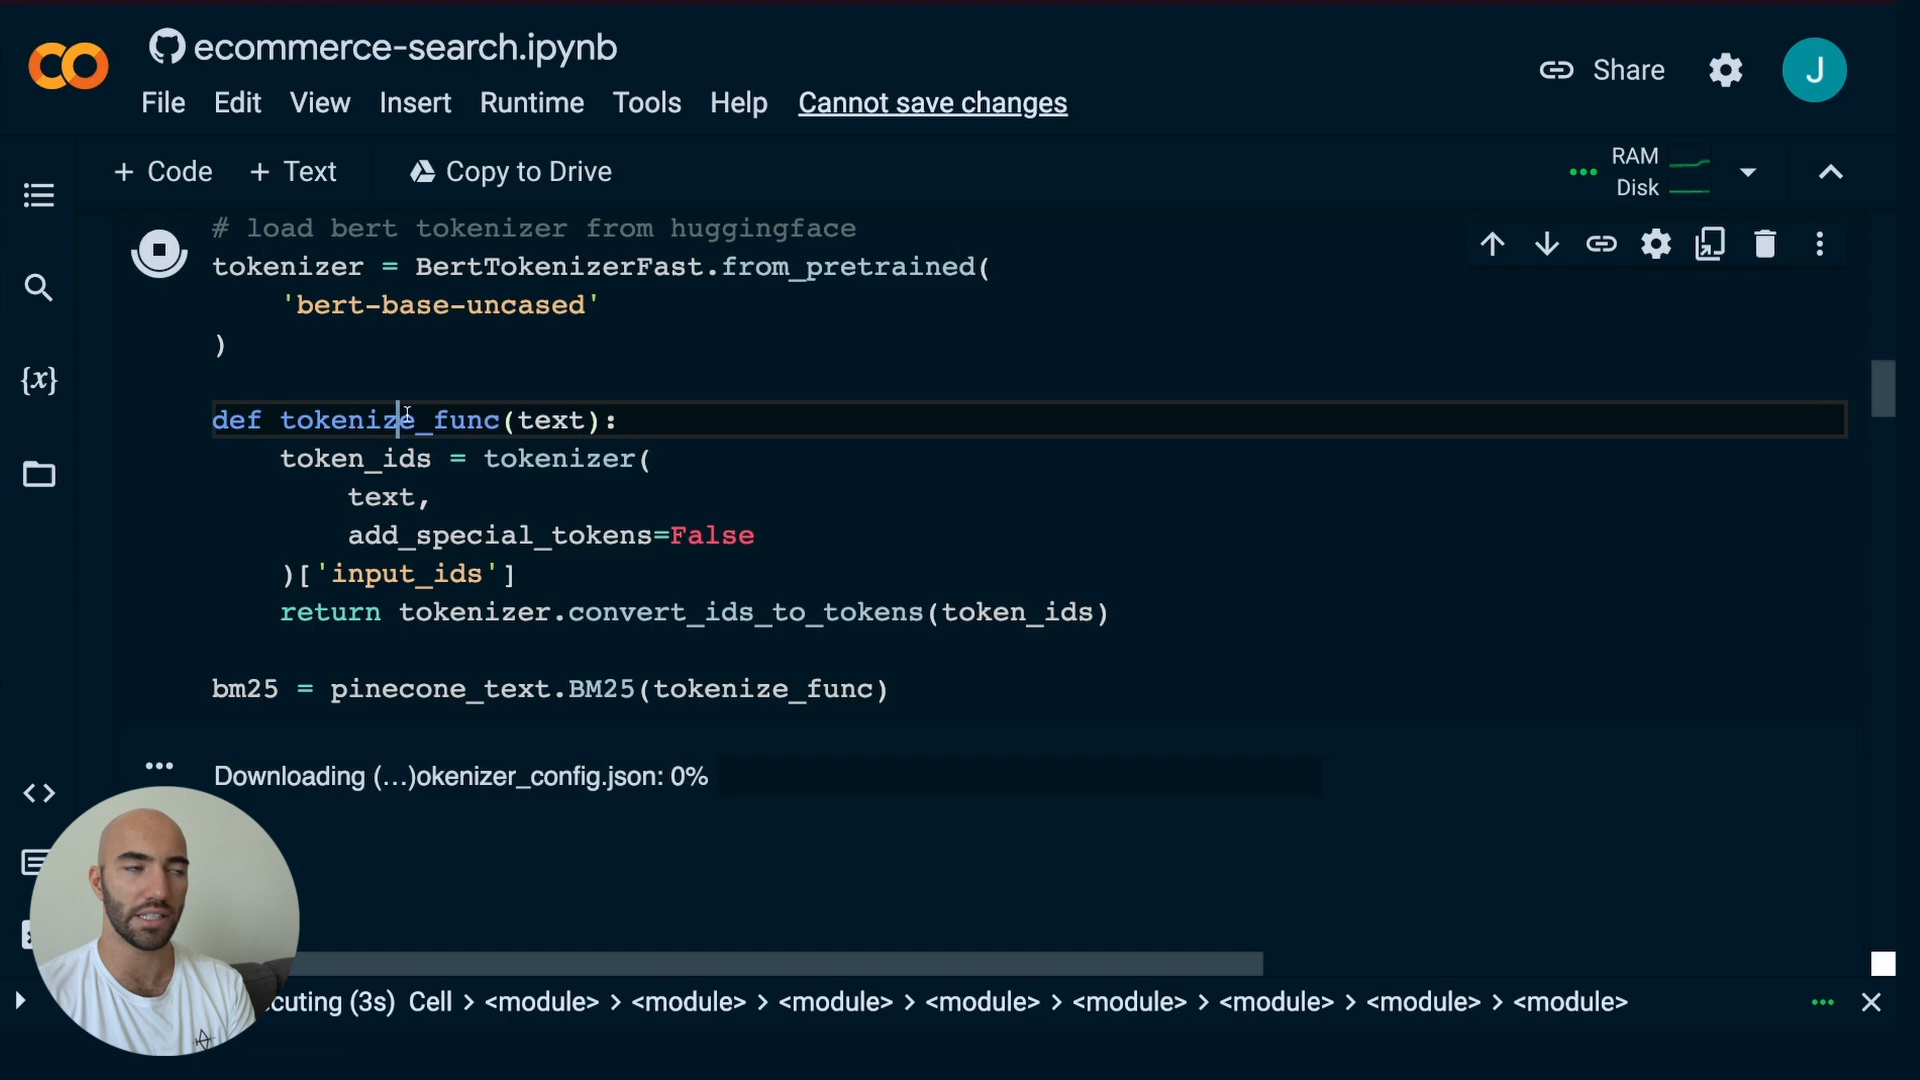 ecommerce-search.ipynb
Share
J
File Edit View Insert Runtime Tools Help Cannot save changes
+ Code + Text Copy to Drive
RAM
Disk
# load bert tokenizer from huggingface
tokenizer = BertTokenizerFast.from_pretrained(
    'bert-base-uncased'
)
{x}
def tokenize_func(text):
    token_ids = tokenizer(
        text,
        add_special_tokens=False
    )['input_ids']
    return tokenizer.convert_ids_to_tokens(token_ids)
bm25 = pinecone_text.BM25(tokenize_func)
Downloading (…)okenizer_config.json: 0%
cuting (3s) Cell > <module> > <module> > <module> > <module> > <module> > <module> > <module> > <module>